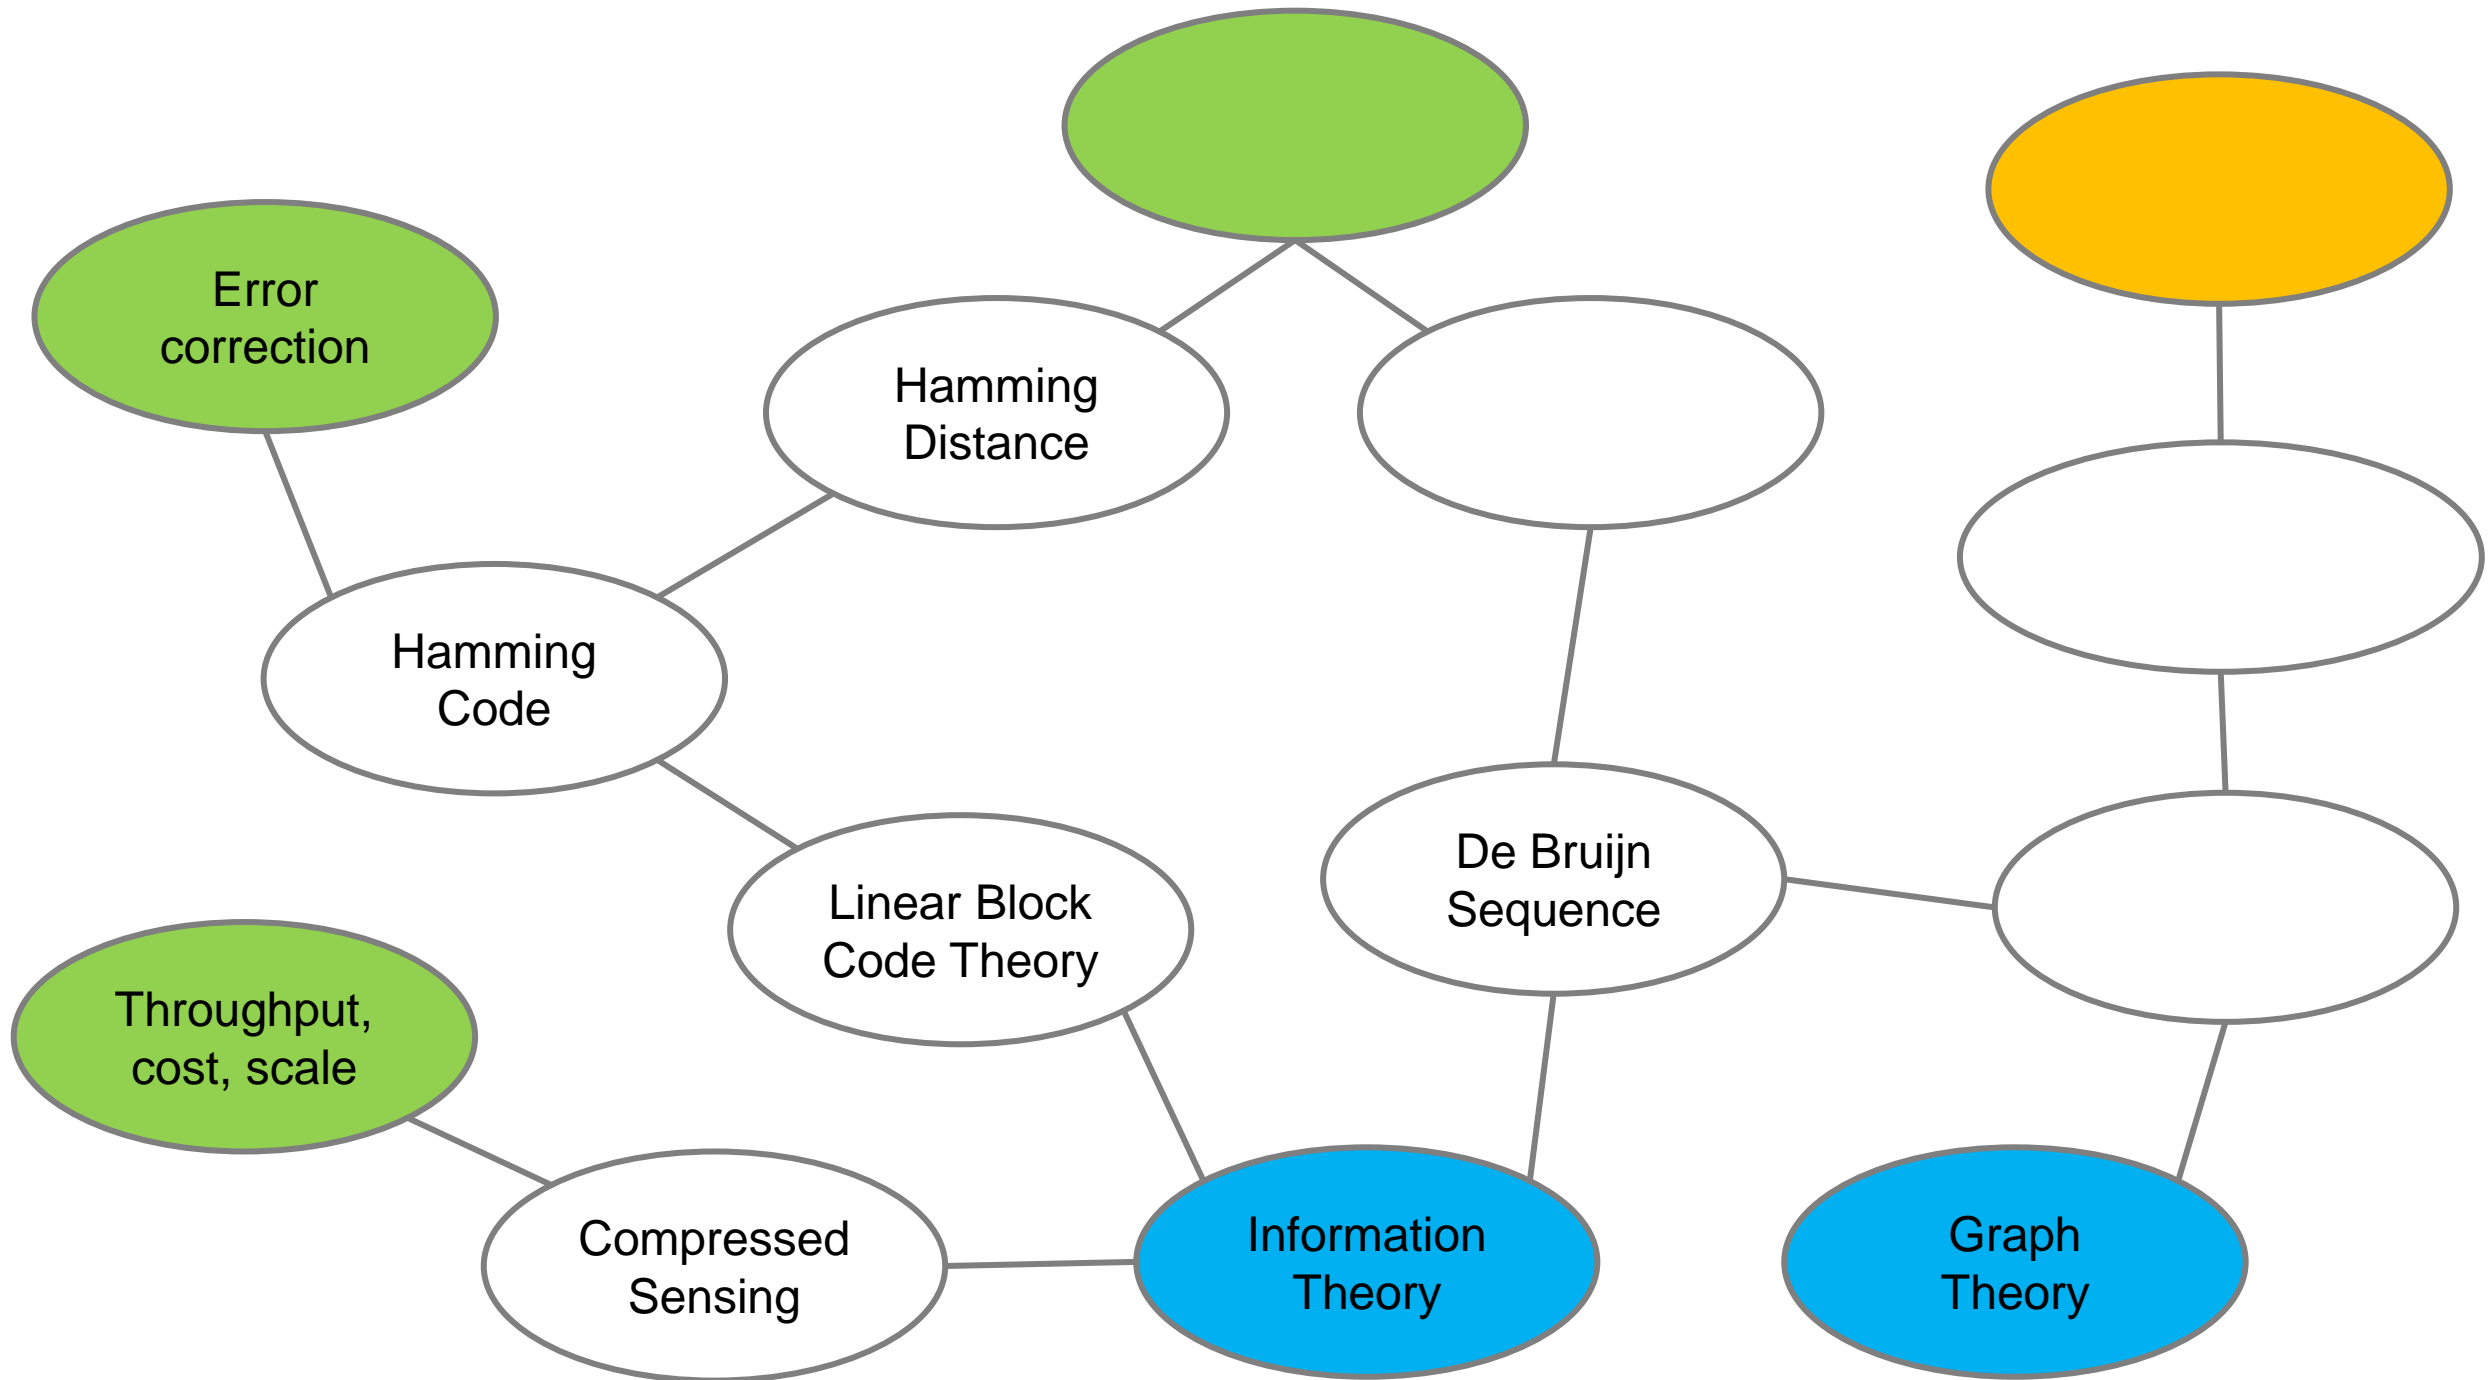 Error
correction
Hamming
Distance
Hamming
Code
De Bruijn
Sequence
Linear Block
Code Theory
Throughput,
cost, scale
Compressed
Sensing
Information
Theory
Graph
Theory